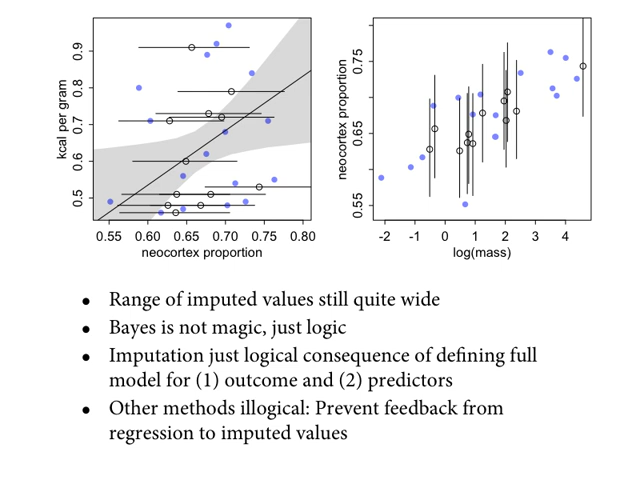 kcal per gram
0.9
0.8
0.7
0.6
0.5
0.55 0.60 0.65 0.70 0.75 0.80
neocortex proportion
neocortex proportion
0.75
0.65
0.55
-2 -1 0 1 2 3 4
log(mass)
• Range of imputed values still quite wide
• Bayes is not magic, just logic
• Imputation just logical consequence of defining full
model for (1) outcome and (2) predictors
• Other methods illogical: Prevent feedback from
regression to imputed values